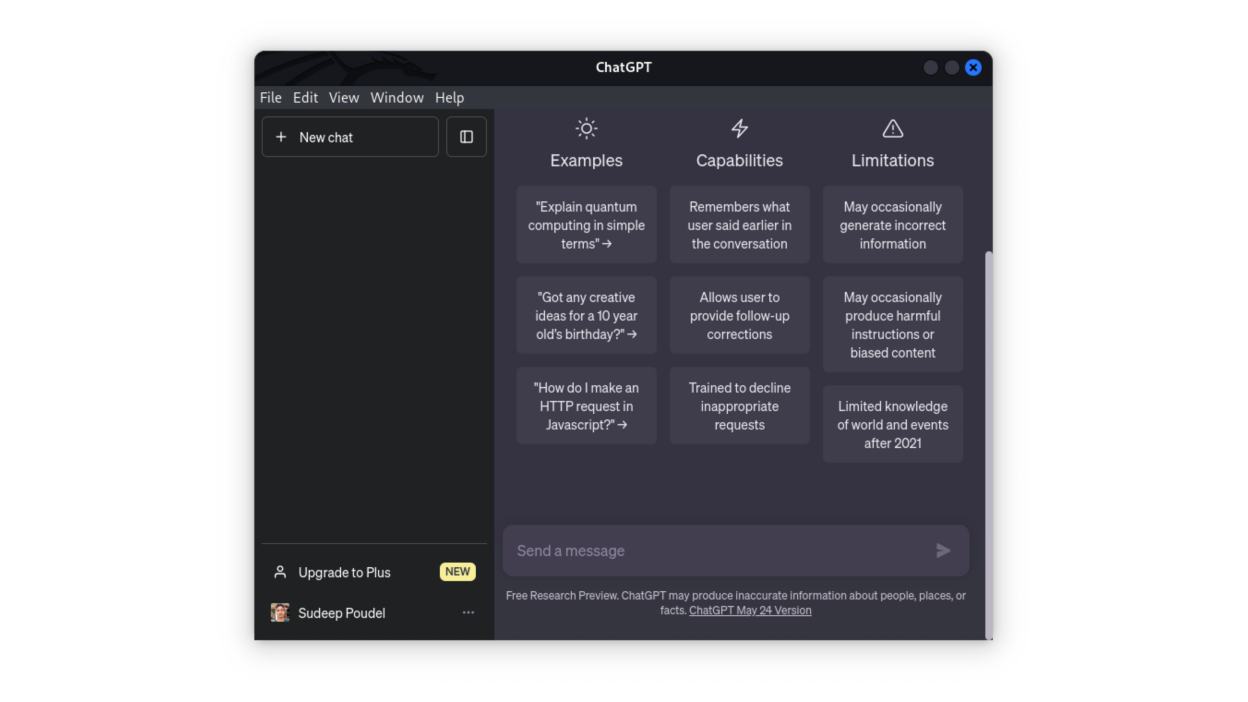 ChatGPT
File Edit View Window Help
+ New chat
Examples
"Explain quantum
computing in simple
terms" →
"Got any creative
ideas for a 10 year
old's birthday?" →
"How do I make an
HTTP request in
Javascript?" →
Capabilities
Remembers what
user said earlier in
the conversation
Allows user to
provide follow-up
corrections
Trained to decline
inappropriate
requests
Limitations
May occasionally
generate incorrect
information
May occasionally
produce harmful
instructions or
biased content
Limited knowledge
of world and events
after 2021
Upgrade to Plus NEW
Sudeep Poudel ...
Send a message
Free Research Preview. ChatGPT may produce inaccurate information about people, places, or
facts. ChatGPT May 24 Version